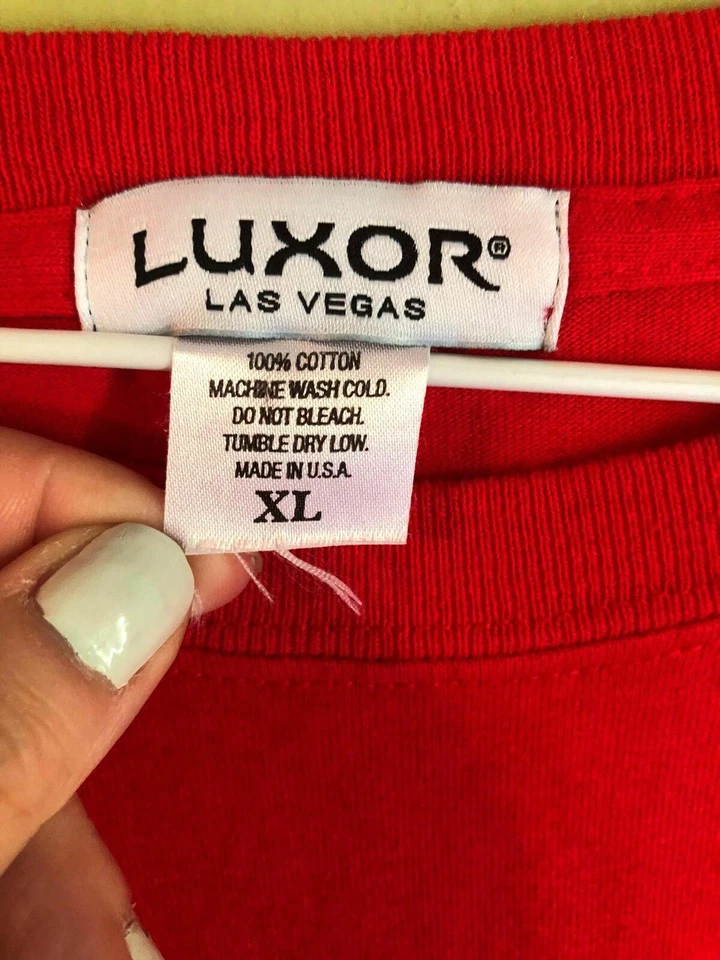 LUXOR®
LAS VEGAS
100% COTTON
MACHINE WASH COLD.
DO NOT BLEACH.
TUMBLE DRY LOW.
MADE IN U.S.A.
XL